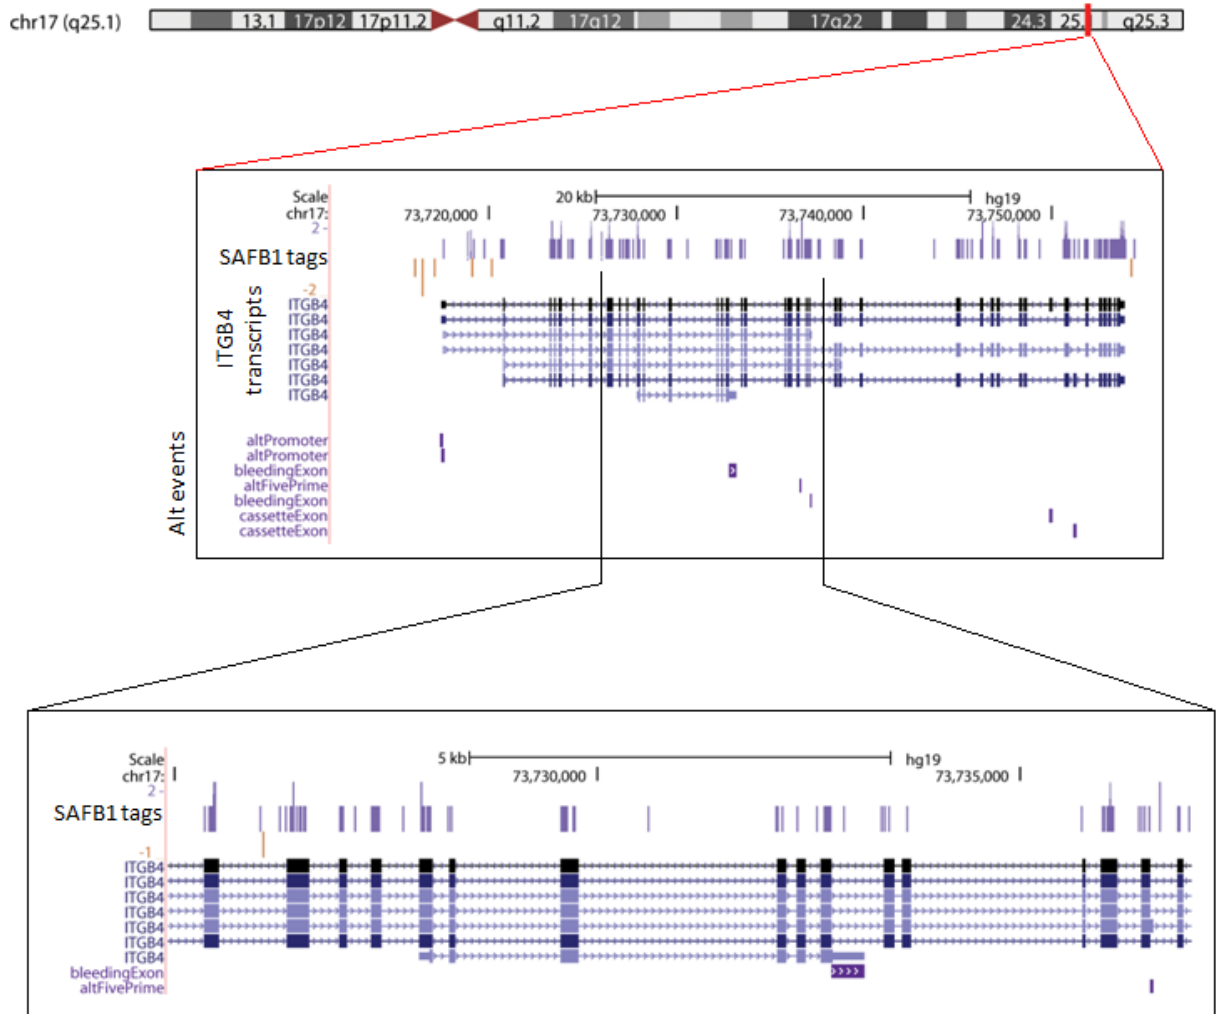 chr17 (q25.1) 13.1 17p12 17p11.2 q11.2 17q12 17q22 24.3 25. q25.3
Scale 20 kb hg19
chr17: 73,720,000 73,730,000 73,740,000 73,750,000
2 -
SAFB1 tags
-2
ITGB4 transcripts
ITGB4
ITGB4
ITGB4
ITGB4
ITGB4
ITGB4
ITGB4
Alt events
altPromoter
altPromoter
bleedingExon
altFivePrime
bleedingExon
cassetteExon
cassetteExon
Scale 5 kb hg19
chr17: 73,730,000 73,735,000
2 -
SAFB1 tags
-1
ITGB4
ITGB4
ITGB4
ITGB4
ITGB4
ITGB4
ITGB4
bleedingExon
altFivePrime